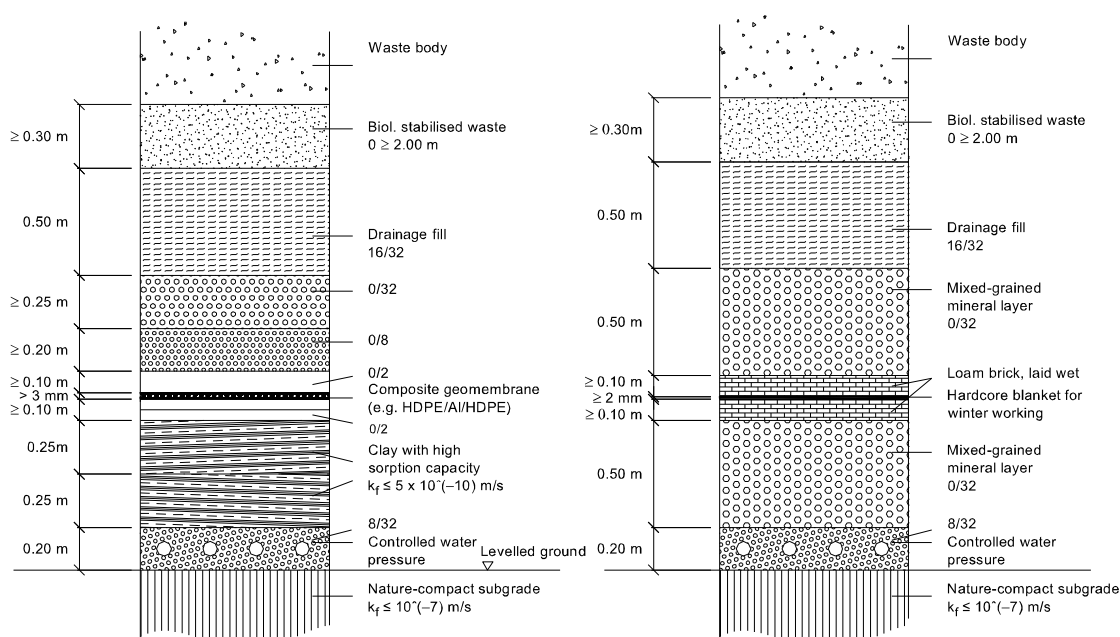 Waste body
≥ 0.30 m
Biol. stabilised waste
0 ≥ 2.00 m
0.50 m
Drainage fill
16/32
≥ 0.25 m
0/32
≥ 0.20 m
0/8
≥ 0.10 m
0/2
> 3 mm
Composite geomembrane
(e.g. HDPE/Al/HDPE)
≥ 0.10 m
0/2
0.25m
Clay with high
sorption capacity
kf ≤ 5 x 10ˆ(−10) m/s
0.25 m
8/32
0.20 m
Controlled water
pressure
Levelled ground
Nature-compact subgrade
kf ≤ 10ˆ(−7) m/s
Waste body
≥ 0.30m
Biol. stabilised waste
0 ≥ 2.00 m
0.50 m
Drainage fill
16/32
0.50 m
Mixed-grained
mineral layer
0/32
≥ 0.10 m
Loam brick, laid wet
≥ 2 mm
Hardcore blanket for
winter working
≥ 0.10 m
0.50 m
Mixed-grained
mineral layer
0/32
8/32
0.20 m
Controlled water
pressure
Nature-compact subgrade
kf ≤ 10ˆ(−7) m/s